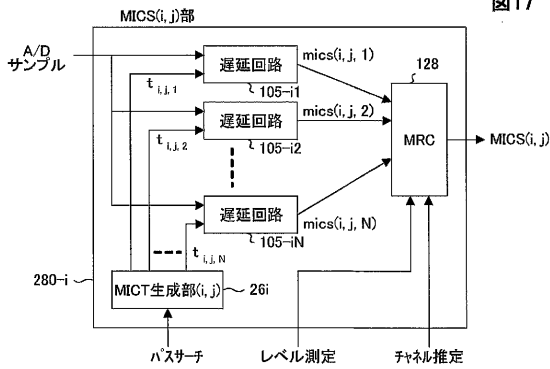 図17
MICS(i, j)部
A/D
サンプル
t i, j, 1
遅延回路
105-i1
mics(i, j, 1)
128
遅延回路
105-i2
mics(i, j, 2)
t i, j, 2
MRC
MICS(i, j)
遅延回路
105-iN
mics(i, j, N)
t i, j, N
280-i
MICT生成部(i, j)
26i
パスサーチ
レベル測定
チャネル推定